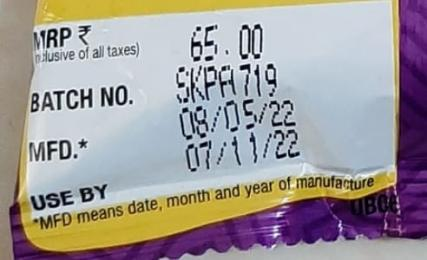 MRP ₹ 65.00
(Inclusive of all taxes)
BATCH NO. SKPA719
MFD.* 08/05/22
USE BY 07/11/22
*MFD means date, month and year of manufacture